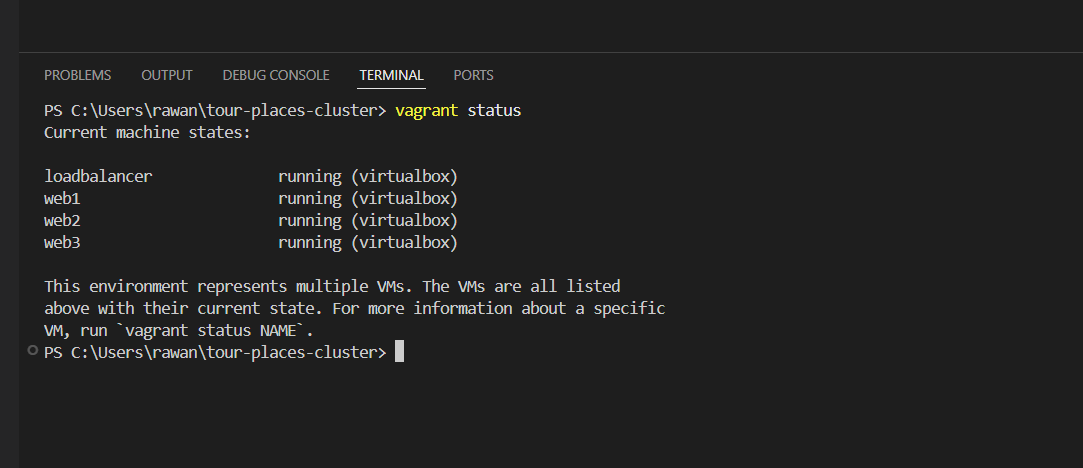 PROBLEMS OUTPUT DEBUG CONSOLE TERMINAL PORTS
PS C:\Users\rawan\tour-places-cluster> vagrant status
Current machine states:
loadbalancer running (virtualbox)
web1 running (virtualbox)
web2 running (virtualbox)
web3 running (virtualbox)
This environment represents multiple VMs. The VMs are all listed
above with their current state. For more information about a specific
VM, run `vagrant status NAME`.
PS C:\Users\rawan\tour-places-cluster>